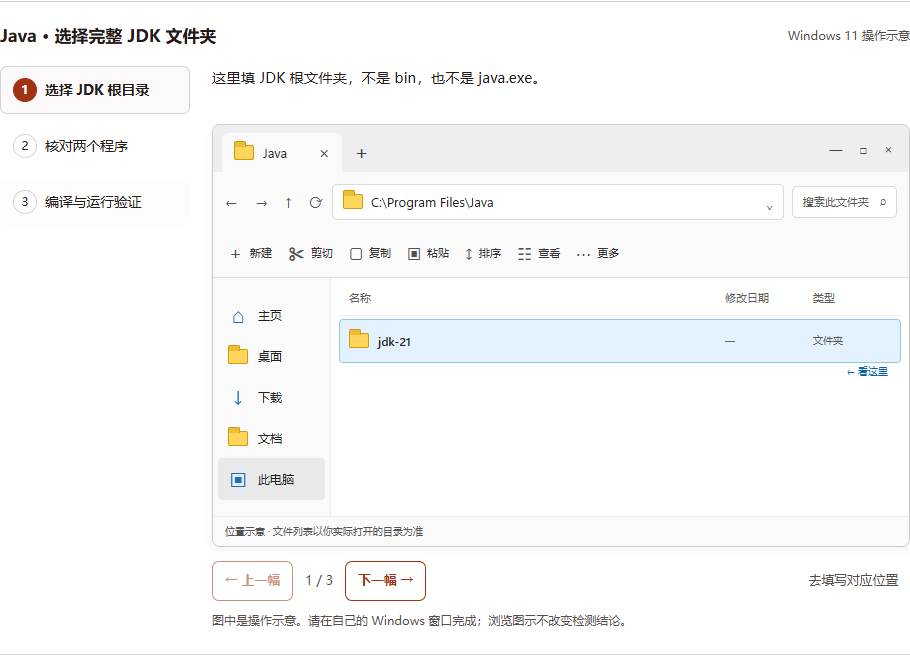 Java • 选择完整 JDK 文件夹
Windows 11 操作示意
1 选择 JDK 根目录
2 核对两个程序
3 编译与运行验证
这里填 JDK 根文件夹，不是 bin，也不是 java.exe。
Java × + — □ ×
← → ↑ ⟳ C:\Program Files\Java ⌄ 搜索此文件夹 ⌕
+ 新建 ✂ 剪切 复制 粘贴 ↕ 排序 查看 … 更多
名称 修改日期 类型
jdk-21 — 文件夹
← 看这里
主页
桌面
↓ 下载
文档
此电脑
位置示意 · 文件列表以你实际打开的目录为准
← 上一幅 1 / 3 下一幅 →
去填写对应位置
图中是操作示意。请在自己的 Windows 窗口完成；浏览图示不改变检测结论。